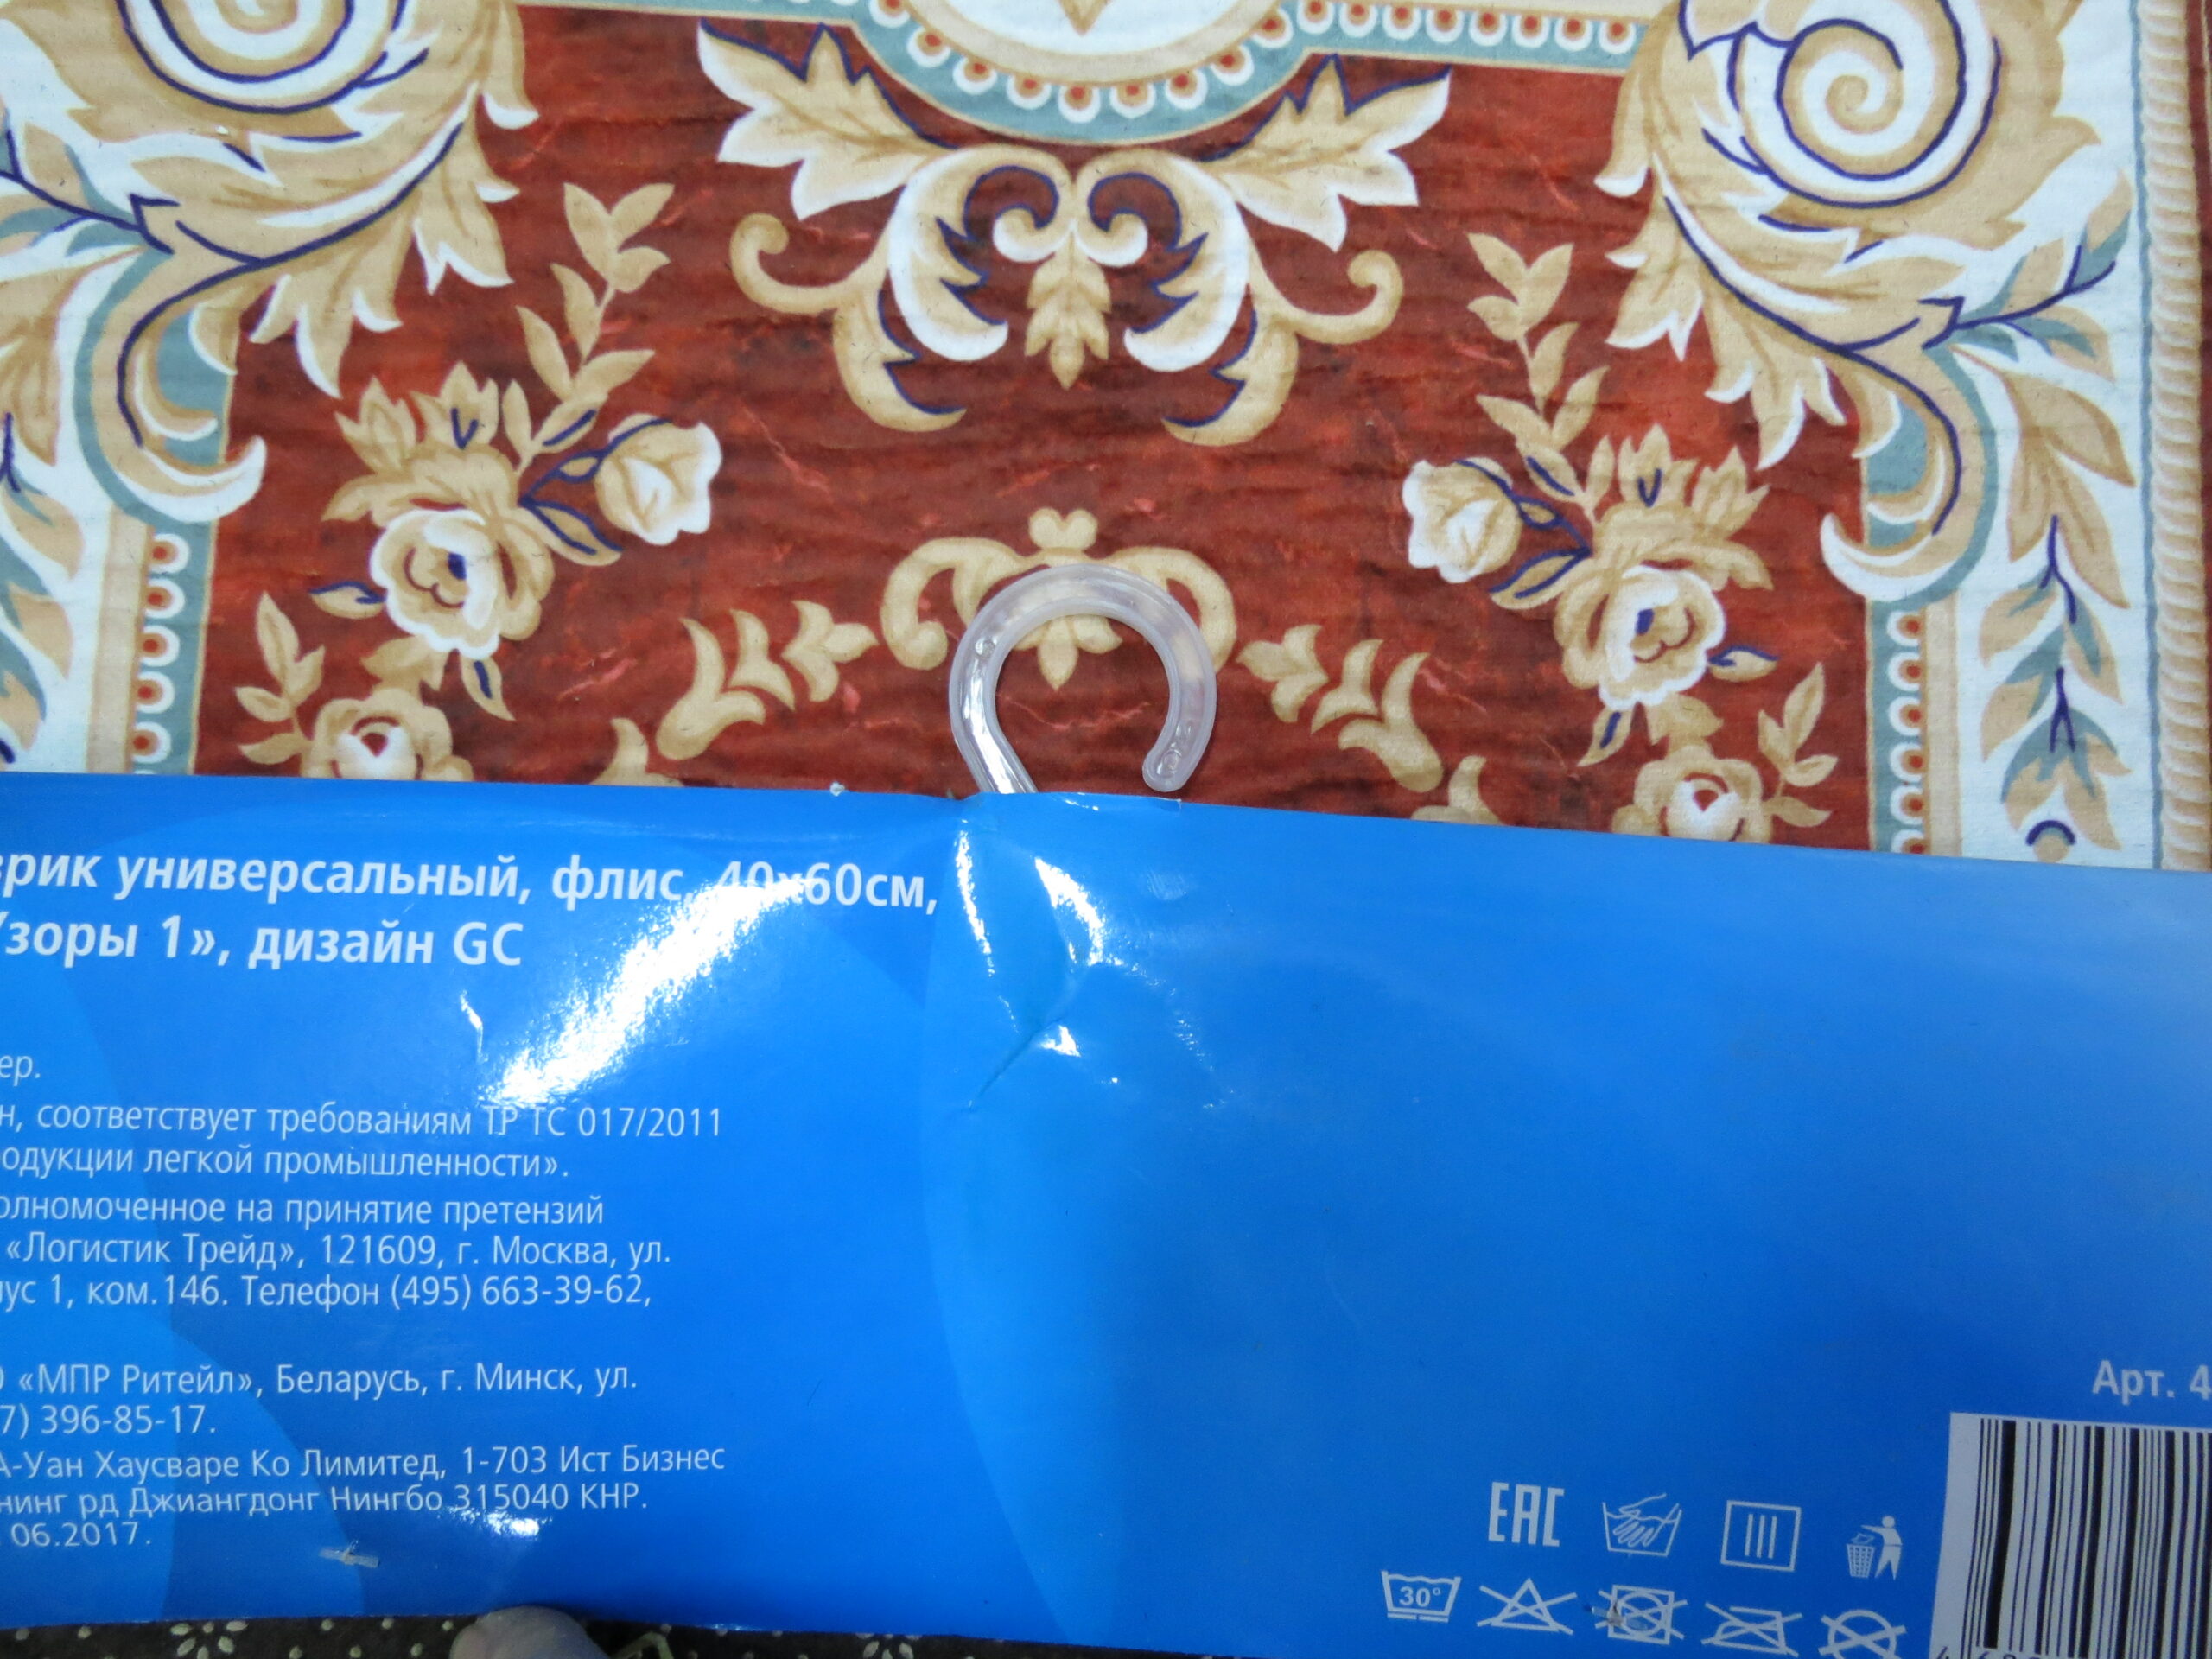 врик универсальный, флис, 40х60см,
Узоры 1», дизайн GC
ер.
н, соответствует требованиям ТР ТС 017/2011
одукции легкой промышленности».
олномоченное на принятие претензий
«Логистик Трейд», 121609, г. Москва, ул.
ус 1, ком.146. Телефон (495) 663-39-62,
«МПР Ритейл», Беларусь, г. Минск, ул.
7) 396-85-17.
А-Уан Хаусваре Ко Лимитед, 1-703 Ист Бизнес
нинг рд Джиангдонг Нингбо 315040 КНР.
06.2017.
Арт. 4
EAC
30°